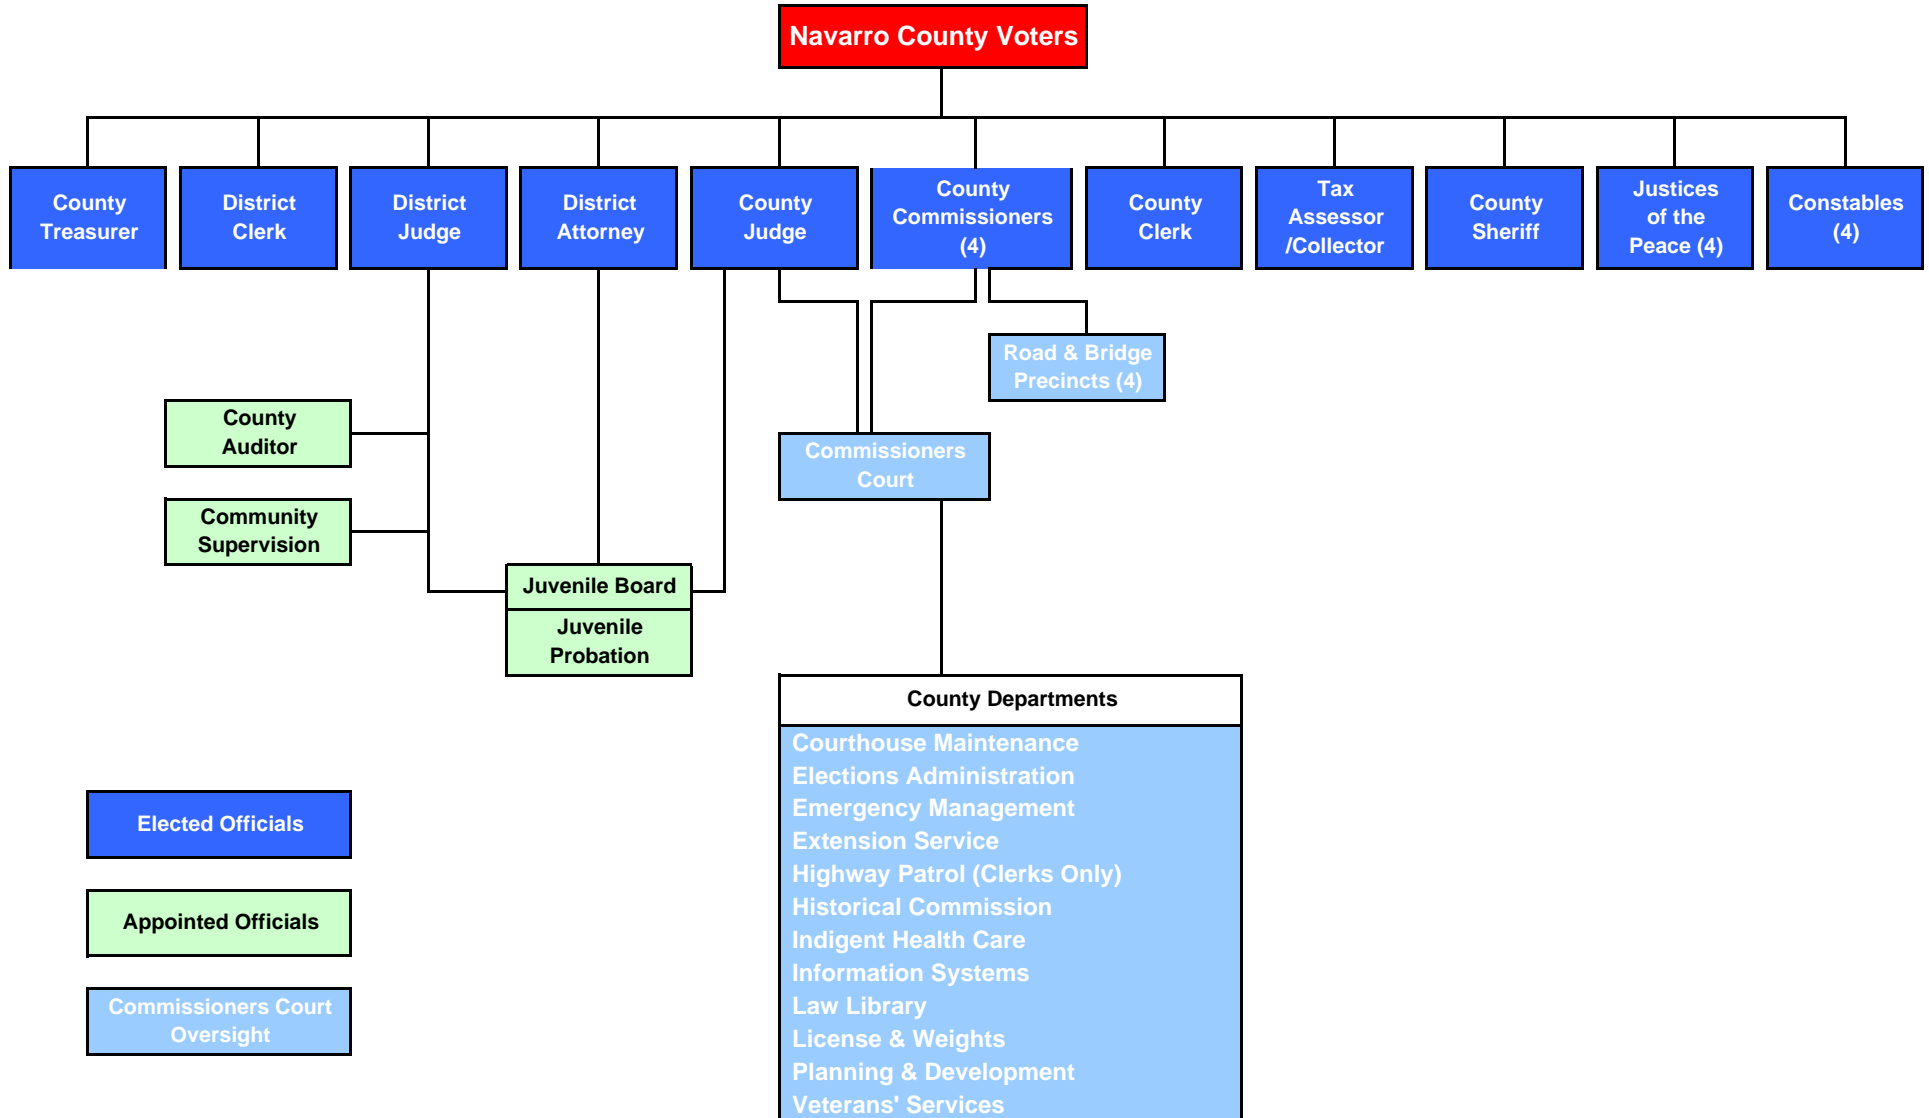 Navarro County Voters
County
Treasurer
District
Clerk
District
Judge
District
Attorney
County
Judge
County
Commissioners
(4)
County
Clerk
Tax
Assessor
/Collector
County
Sheriff
Justices
of the
Peace (4)
Constables
(4)
Road & Bridge
Precincts (4)
County
Auditor
Commissioners
Court
Community
Supervision
Juvenile Board
Juvenile
Probation
County Departments
Courthouse Maintenance
Elections Administration
Emergency Management
Extension Service
Highway Patrol (Clerks Only)
Historical Commission
Indigent Health Care
Information Systems
Law Library
License & Weights
Planning & Development
Veterans' Services
Elected Officials
Appointed Officials
Commissioners Court
Oversight